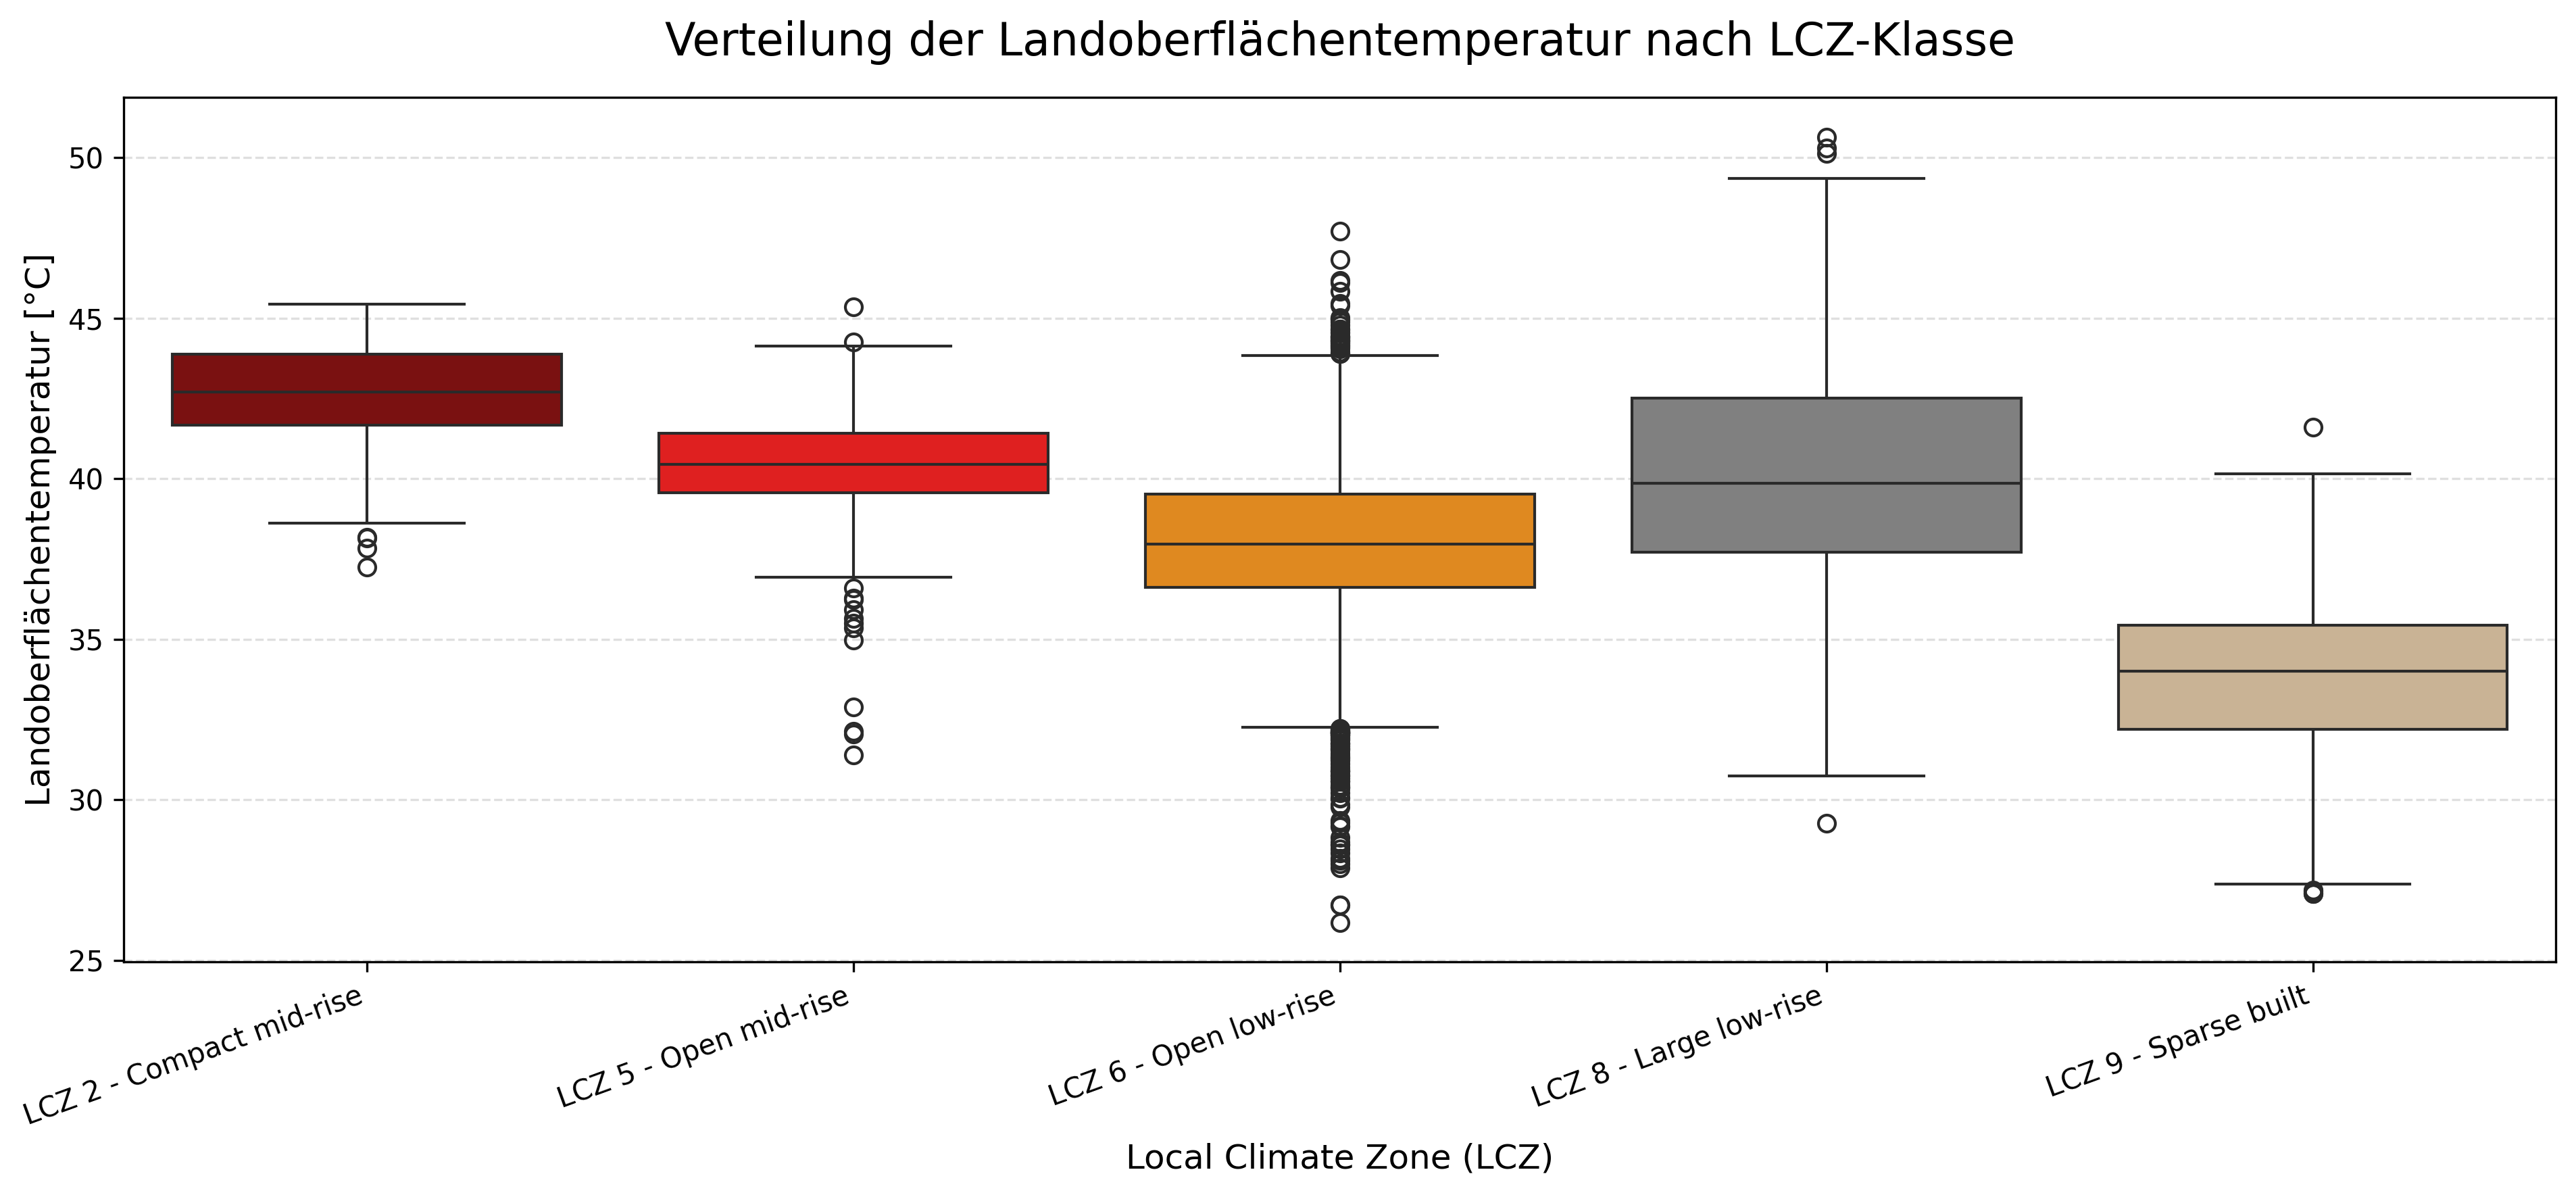 Verteilung der Landoberflächentemperatur nach LCZ-Klasse
Landoberflächentemperatur [°C]
50
45
40
35
30
25
LCZ 2 - Compact mid-rise
LCZ 5 - Open mid-rise
LCZ 6 - Open low-rise
LCZ 8 - Large low-rise
LCZ 9 - Sparse built
Local Climate Zone (LCZ)